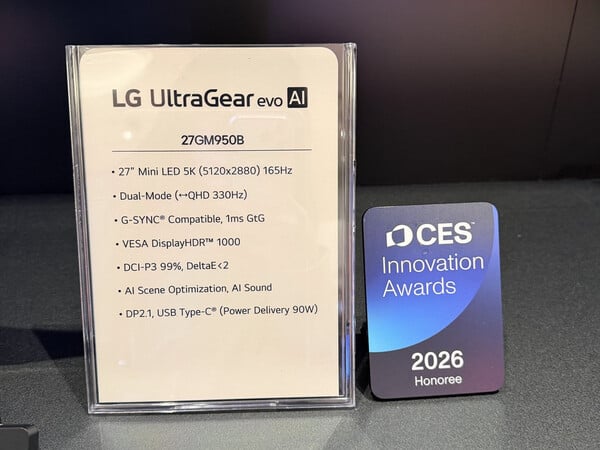 LG UltraGear evo AI
27GM950B
• 27" Mini LED 5K (5120x2880) 165Hz
• Dual-Mode (↔QHD 330Hz)
• G-SYNC® Compatible, 1ms GtG
• VESA DisplayHDR™ 1000
• DCI-P3 99%, DeltaE<2
• AI Scene Optimization, AI Sound
• DP2.1, USB Type-C® (Power Delivery 90W)
CES™
Innovation
Awards
2026
Honoree